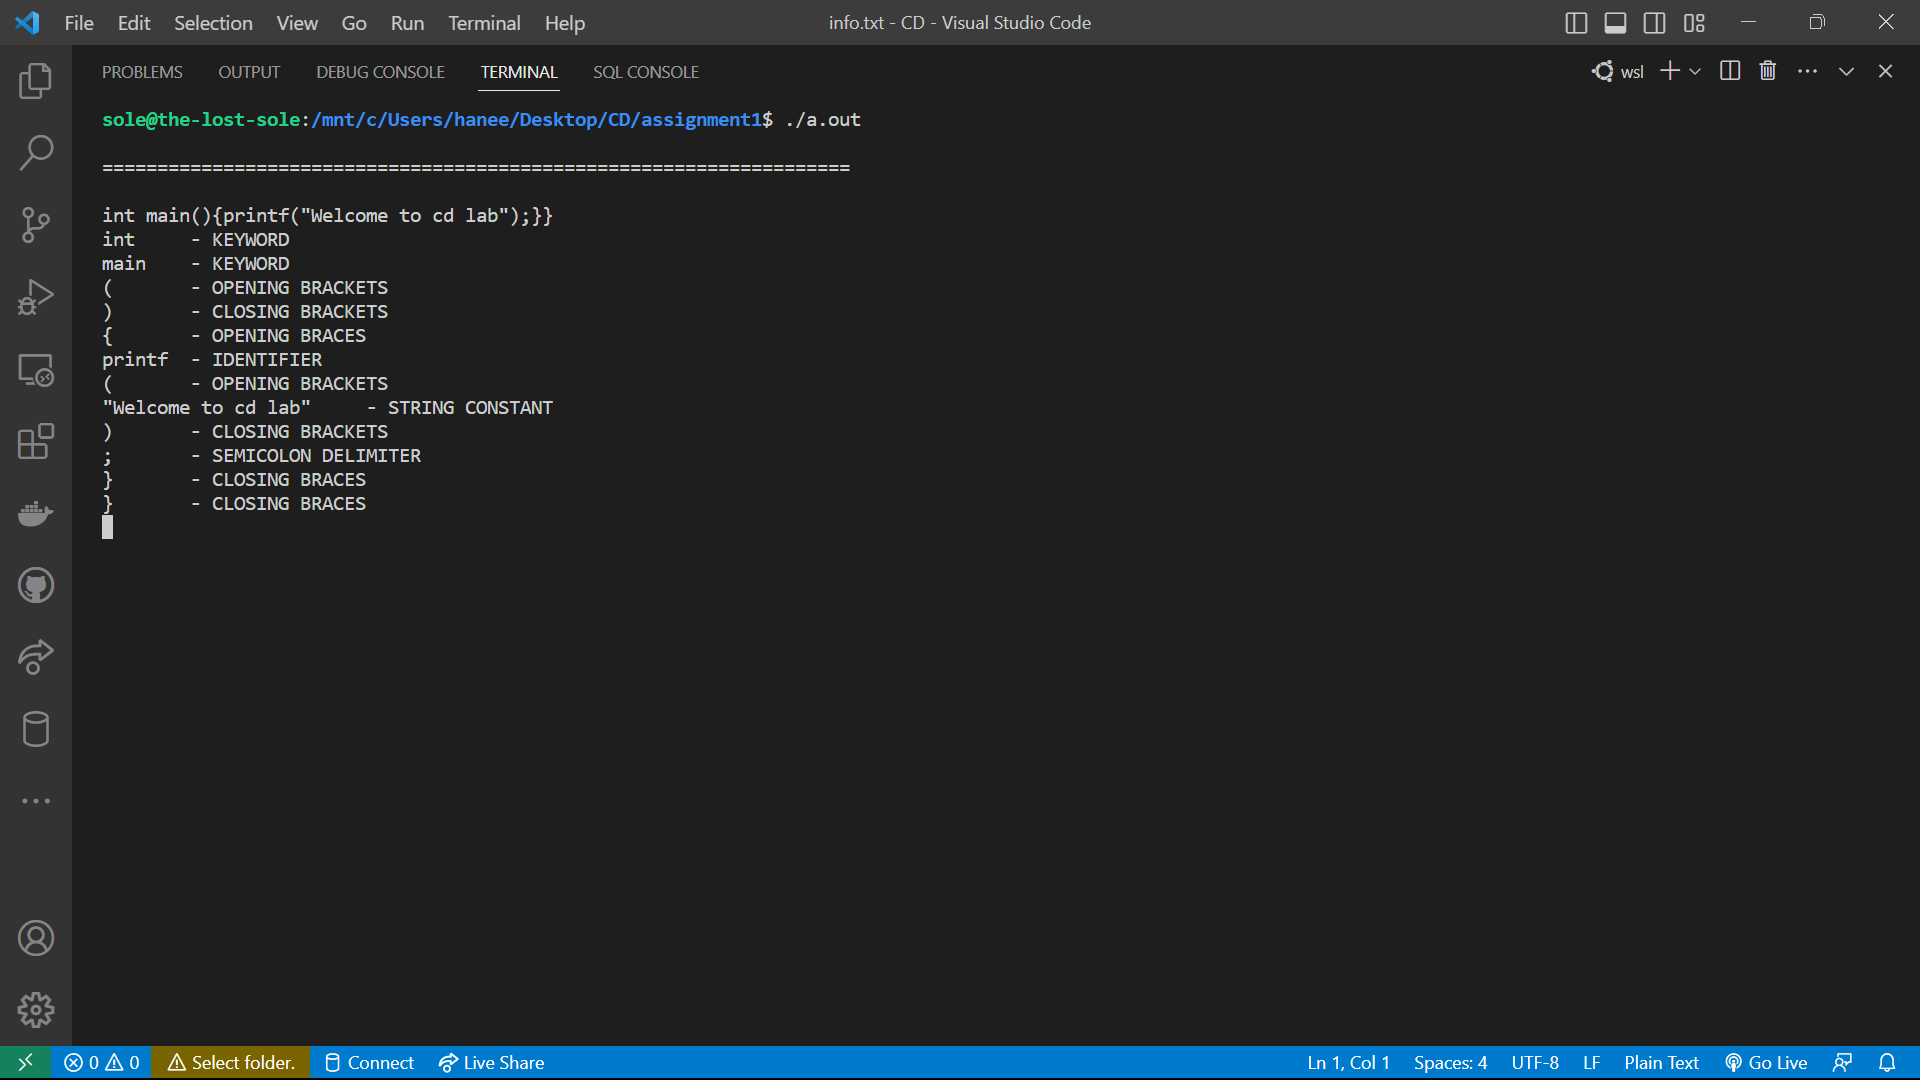 File Edit Selection View Go Run Terminal Help info.txt - CD - Visual Studio Code
PROBLEMS OUTPUT DEBUG CONSOLE TERMINAL SQL CONSOLE wsl
sole@the-lost-sole:/mnt/c/Users/hanee/Desktop/CD/assignment1$ ./a.out
====================================================================
int main(){printf("Welcome to cd lab");}}
int     - KEYWORD
main    - KEYWORD
(       - OPENING BRACKETS
)       - CLOSING BRACKETS
{       - OPENING BRACES
printf  - IDENTIFIER
(       - OPENING BRACKETS
"Welcome to cd lab"     - STRING CONSTANT
)       - CLOSING BRACKETS
;       - SEMICOLON DELIMITER
}       - CLOSING BRACES
}       - CLOSING BRACES
0 0 Select folder. Connect Live Share Ln 1, Col 1 Spaces: 4 UTF-8 LF Plain Text Go Live